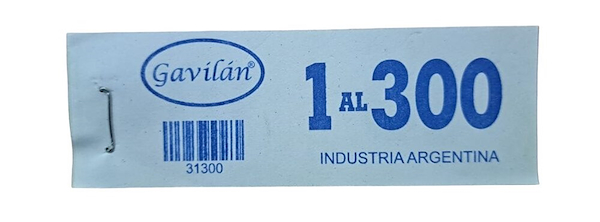 Gavilán®
1 AL 300
31300
INDUSTRIA ARGENTINA